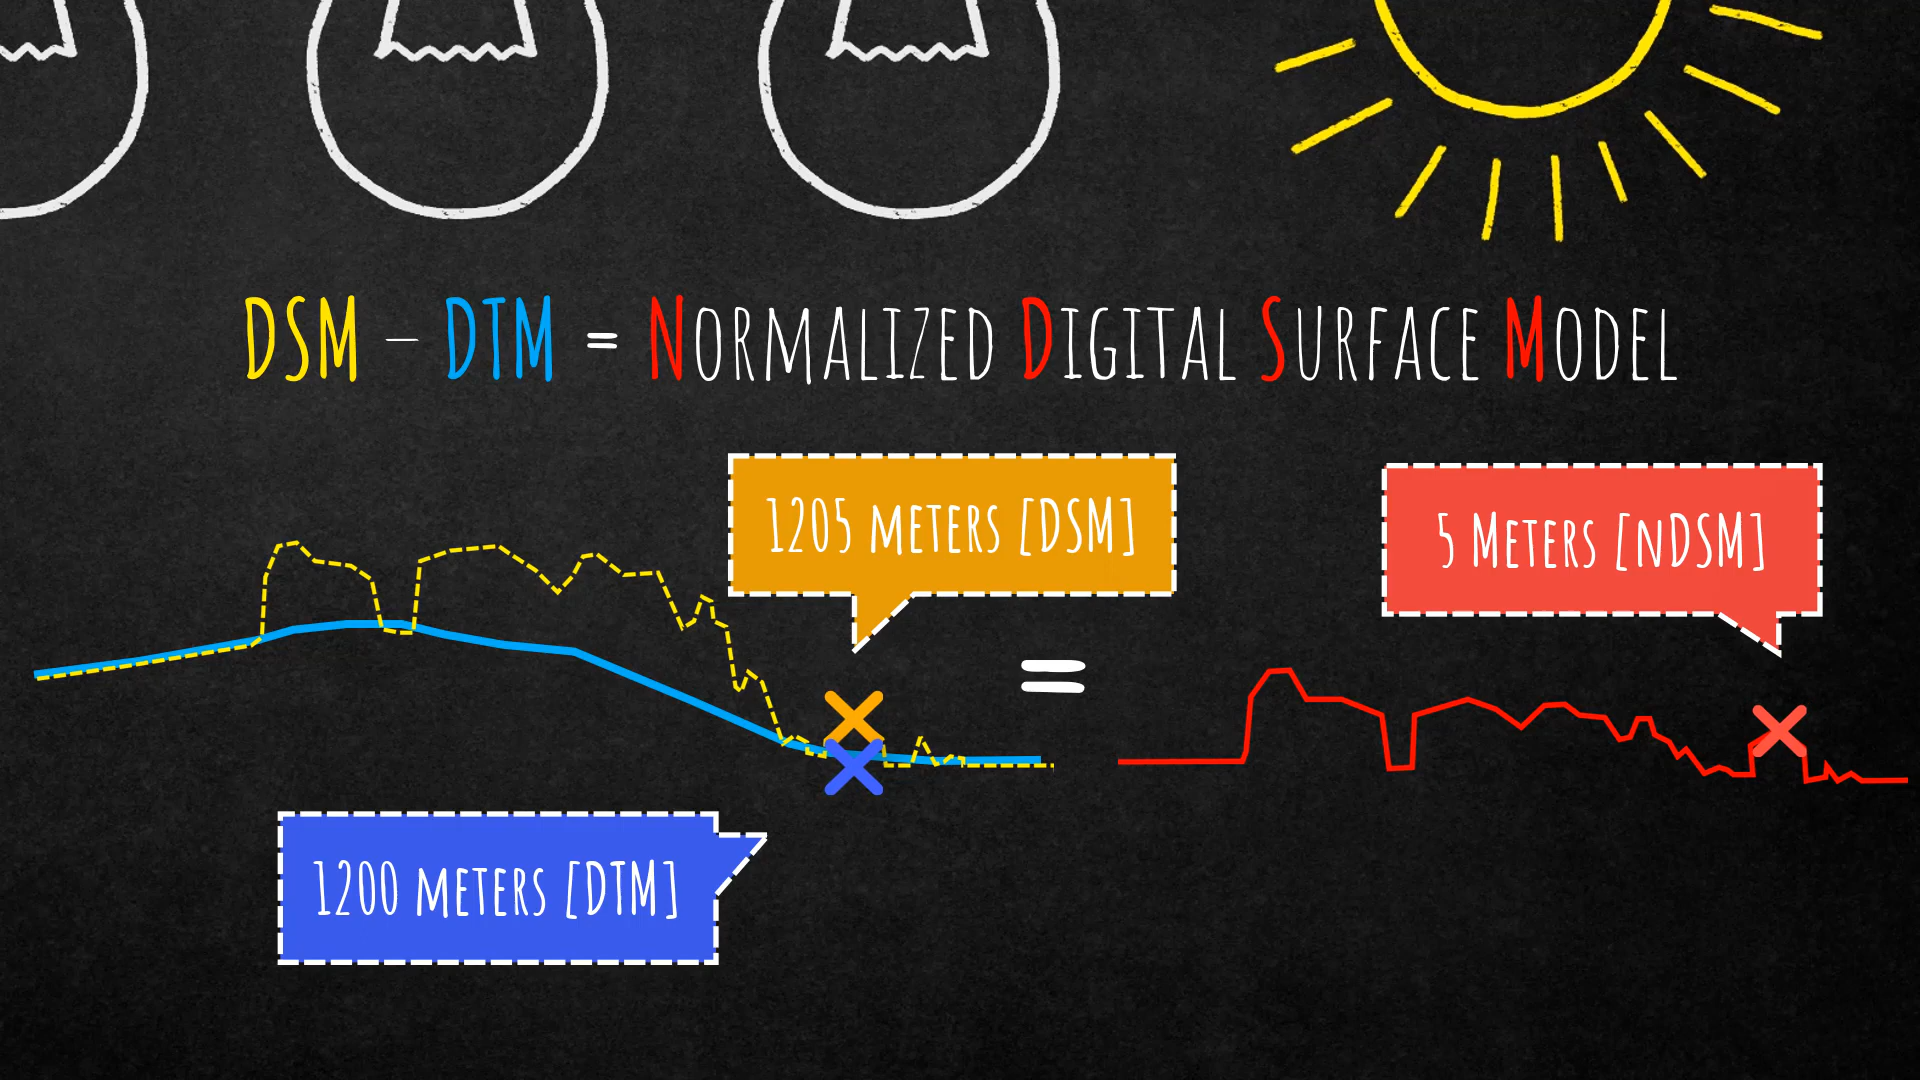 DSM – DTM = Normalized Digital Surface Model
1205 meters [DSM]
5 Meters [nDSM]
=
1200 meters [DTM]